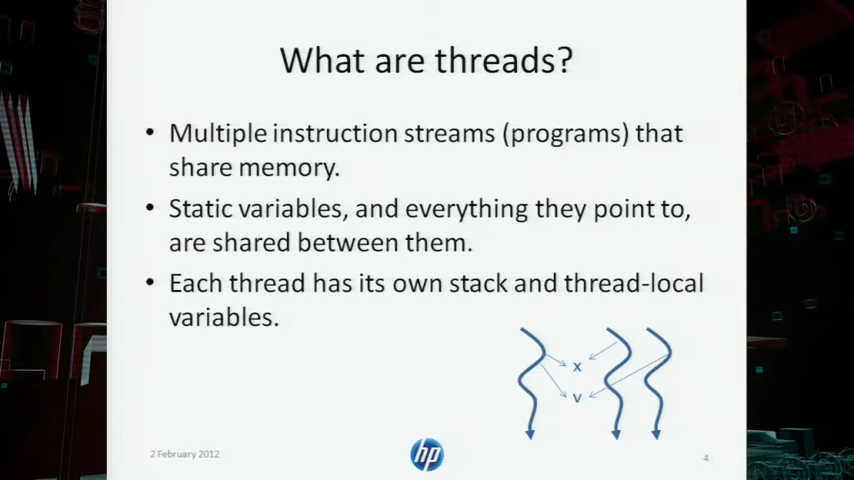 What are threads?
• Multiple instruction streams (programs) that
share memory.
• Static variables, and everything they point to,
are shared between them.
• Each thread has its own stack and thread-local
variables.
x
v
2 February 2012
hp
4